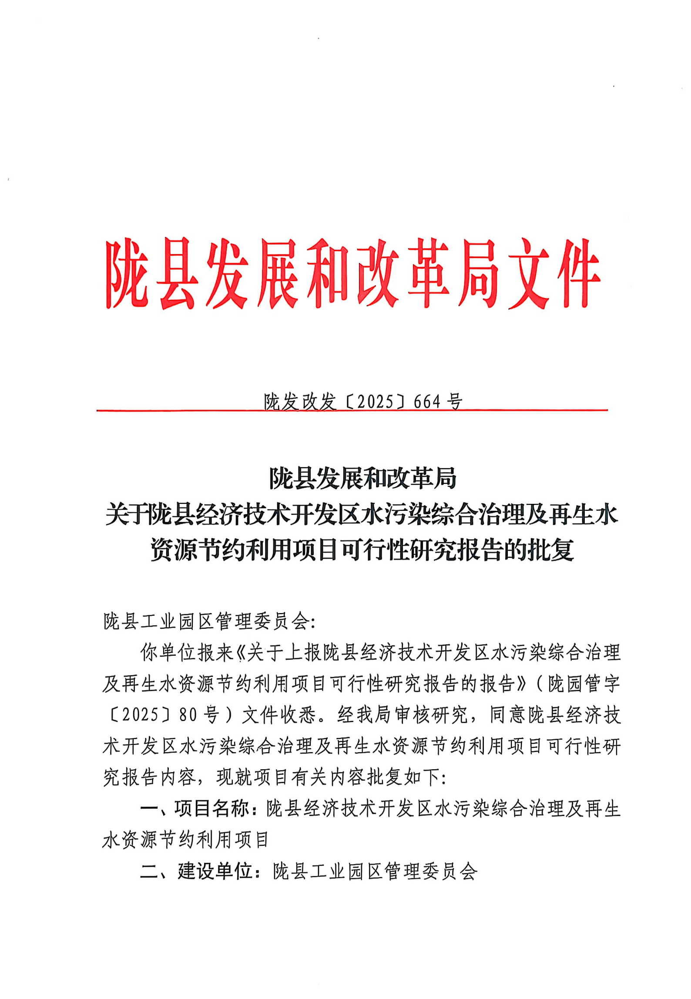 陇县发展和改革局文件
陇发改发〔2025〕664 号
陇县发展和改革局
关于陇县经济技术开发区水污染综合治理及再生水
资源节约利用项目可行性研究报告的批复
陇县工业园区管理委员会:
你单位报来《关于上报陇县经济技术开发区水污染综合治理
及再生水资源节约利用项目可行性研究报告的报告》（陇园管字
〔2025〕80 号）文件收悉。经我局审核研究，同意陇县经济技
术开发区水污染综合治理及再生水资源节约利用项目可行性研
究报告内容，现就项目有关内容批复如下:
一、项目名称：陇县经济技术开发区水污染综合治理及再生
水资源节约利用项目
二、建设单位：陇县工业园区管理委员会